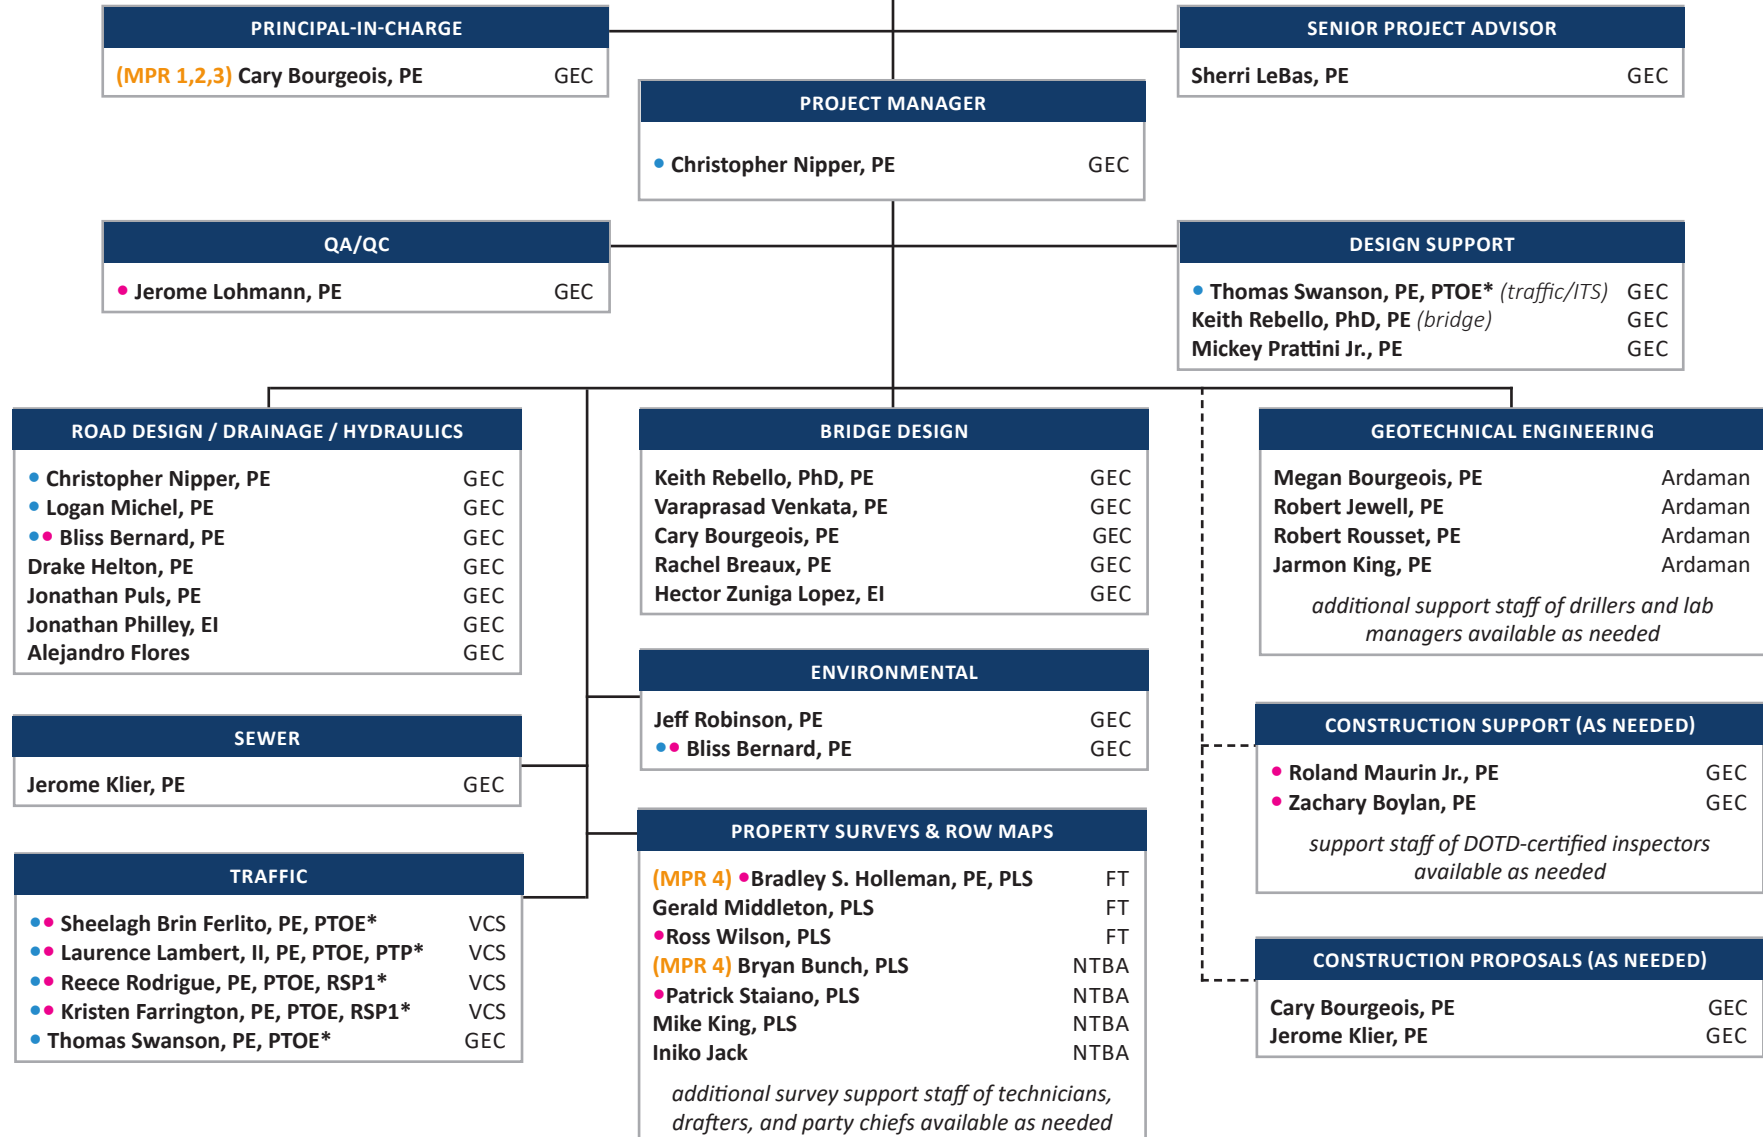 PRINCIPAL-IN-CHARGE
(MPR 1,2,3) Cary Bourgeois, PE GEC
SENIOR PROJECT ADVISOR
Sherri LeBas, PE GEC
PROJECT MANAGER
• Christopher Nipper, PE GEC
QA/QC
• Jerome Lohmann, PE GEC
DESIGN SUPPORT
• Thomas Swanson, PE, PTOE* (traffic/ITS) GEC
Keith Rebello, PhD, PE (bridge) GEC
Mickey Prattini Jr., PE GEC
ROAD DESIGN / DRAINAGE / HYDRAULICS
• Christopher Nipper, PE GEC
• Logan Michel, PE GEC
•• Bliss Bernard, PE GEC
Drake Helton, PE GEC
Jonathan Puls, PE GEC
Jonathan Philley, EI GEC
Alejandro Flores GEC
SEWER
Jerome Klier, PE GEC
TRAFFIC
•• Sheelagh Brin Ferlito, PE, PTOE* VCS
•• Laurence Lambert, II, PE, PTOE, PTP* VCS
•• Reece Rodrigue, PE, PTOE, RSP1* VCS
•• Kristen Farrington, PE, PTOE, RSP1* VCS
• Thomas Swanson, PE, PTOE* GEC
BRIDGE DESIGN
Keith Rebello, PhD, PE GEC
Varaprasad Venkata, PE GEC
Cary Bourgeois, PE GEC
Rachel Breaux, PE GEC
Hector Zuniga Lopez, EI GEC
ENVIRONMENTAL
Jeff Robinson, PE GEC
•• Bliss Bernard, PE GEC
PROPERTY SURVEYS & ROW MAPS
(MPR 4) •Bradley S. Holleman, PE, PLS FT
Gerald Middleton, PLS FT
•Ross Wilson, PLS FT
(MPR 4) Bryan Bunch, PLS NTBA
•Patrick Staiano, PLS NTBA
Mike King, PLS NTBA
Iniko Jack NTBA
additional survey support staff of technicians,
drafters, and party chiefs available as needed
GEOTECHNICAL ENGINEERING
Megan Bourgeois, PE Ardaman
Robert Jewell, PE Ardaman
Robert Rousset, PE Ardaman
Jarmon King, PE Ardaman
additional support staff of drillers and lab
managers available as needed
CONSTRUCTION SUPPORT (AS NEEDED)
• Roland Maurin Jr., PE GEC
• Zachary Boylan, PE GEC
support staff of DOTD-certified inspectors
available as needed
CONSTRUCTION PROPOSALS (AS NEEDED)
Cary Bourgeois, PE GEC
Jerome Klier, PE GEC